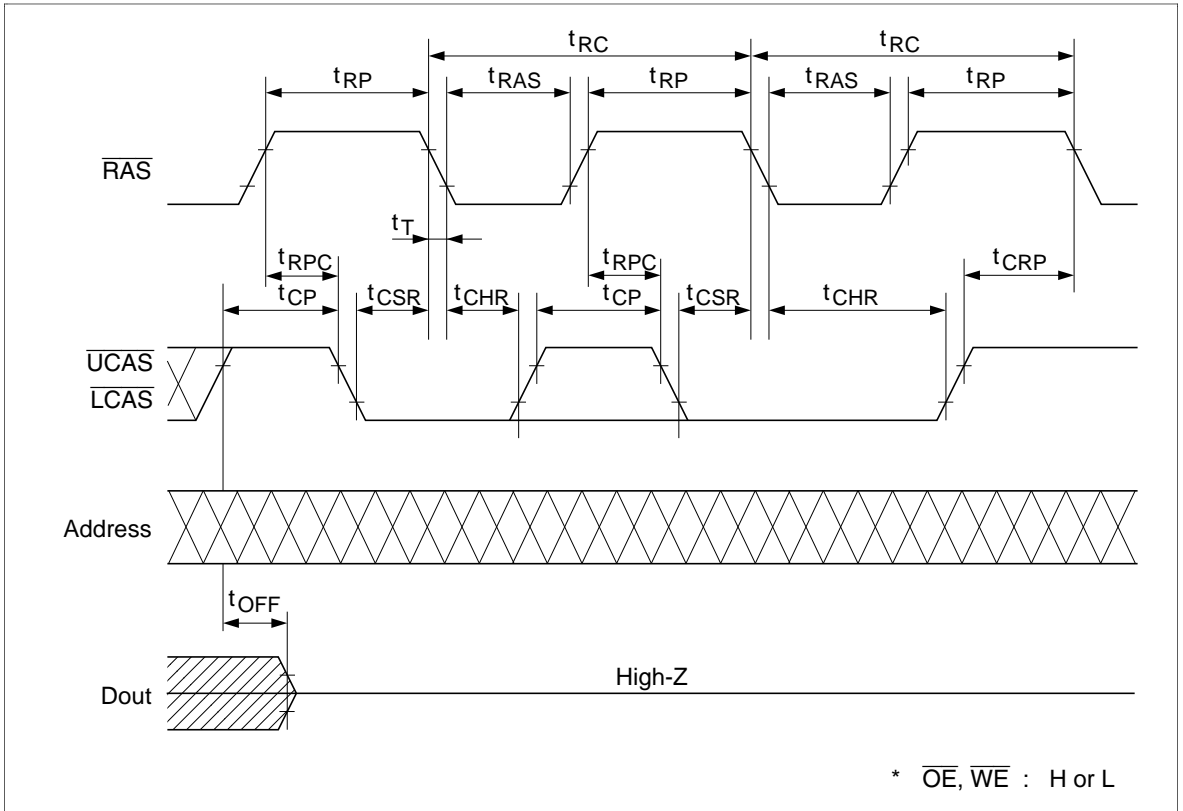 tRC tRC
tRP tRAS tRP tRAS tRP
RAS
tT
tRPC tRPC tCRP
tCP tCSR tCHR tCP tCSR tCHR
UCAS
LCAS
Address
tOFF
High-Z
Dout
* OE, WE : H or L